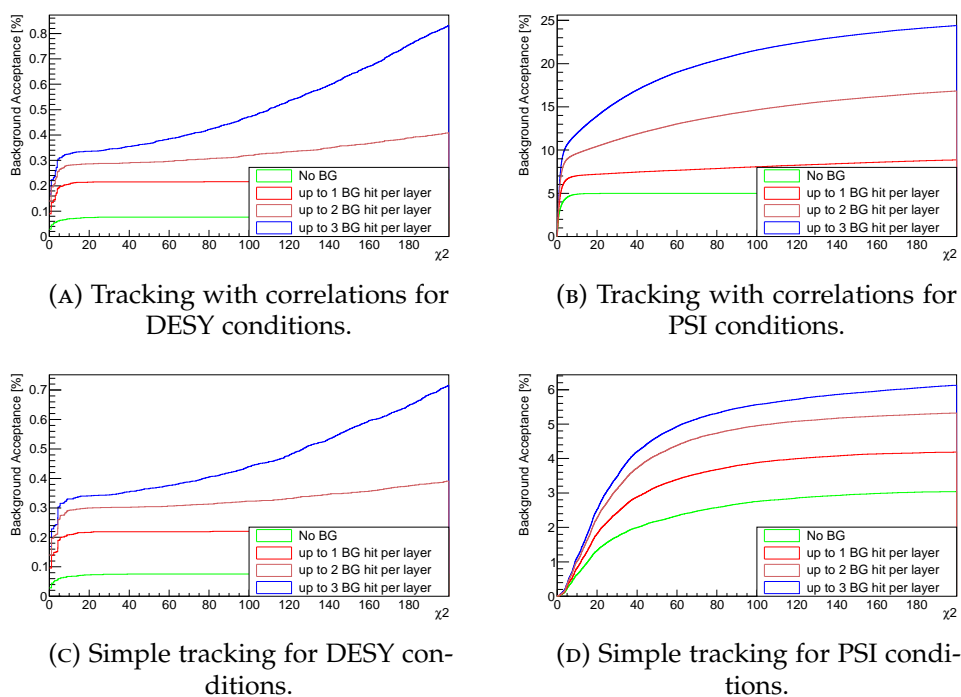 Background Acceptance [%]
0.8
0.7
0.6
0.5
0.4
0.3
0.2
0.1
0
0 20 40 60 80 100 120 140 160 180 200
χ2
No BG
up to 1 BG hit per layer
up to 2 BG hit per layer
up to 3 BG hit per layer
(A) Tracking with correlations for
DESY conditions.
Background Acceptance [%]
25
20
15
10
5
0
0 20 40 60 80 100 120 140 160 180 200
χ2
No BG
up to 1 BG hit per layer
up to 2 BG hit per layer
up to 3 BG hit per layer
(B) Tracking with correlations for
PSI conditions.
Background Acceptance [%]
0.7
0.6
0.5
0.4
0.3
0.2
0.1
0
0 20 40 60 80 100 120 140 160 180 200
χ2
No BG
up to 1 BG hit per layer
up to 2 BG hit per layer
up to 3 BG hit per layer
(C) Simple tracking for DESY con-
ditions.
Background Acceptance [%]
6
5
4
3
2
1
0
0 20 40 60 80 100 120 140 160 180 200
χ2
No BG
up to 1 BG hit per layer
up to 2 BG hit per layer
up to 3 BG hit per layer
(D) Simple tracking for PSI condi-
tions.